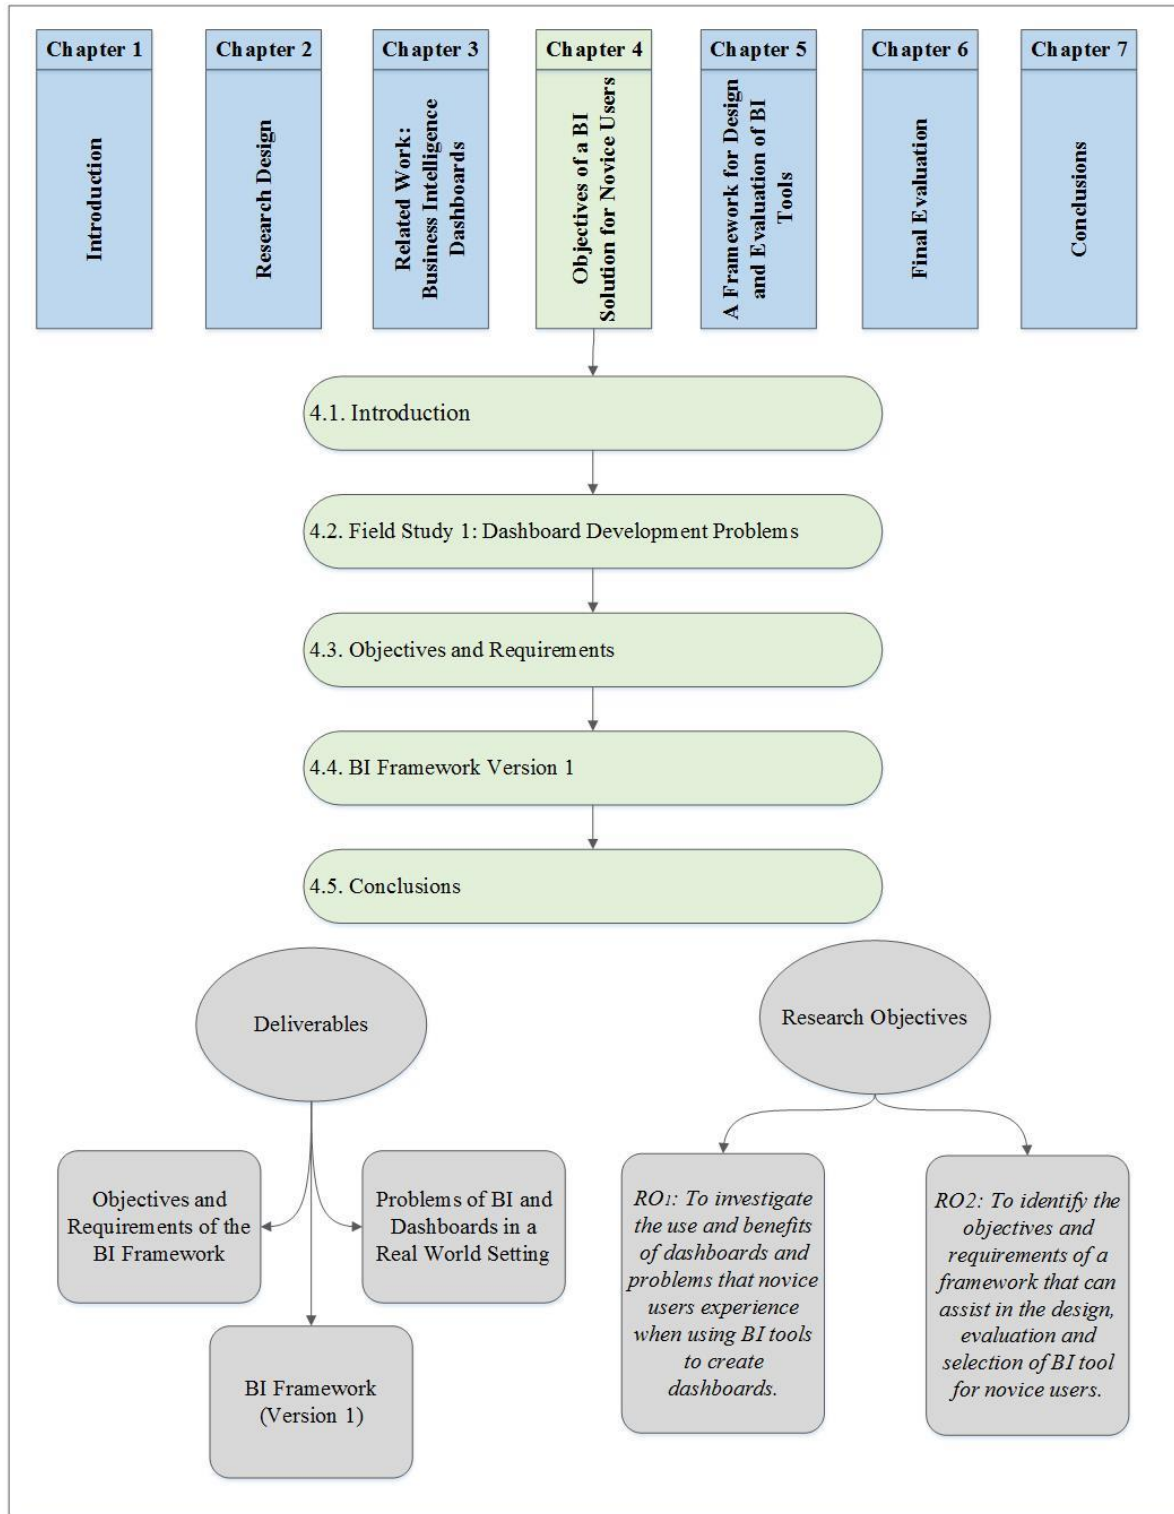 Chapter 1
Chapter 2
Chapter 3
Chapter 4
Chapter 5
Chapter 6
Chapter 7
Introduction
Research Design
Related Work:
Business Intelligence
Dashboards
Objectives of a BI
Solution for Novice Users
A Framework for Design
and Evaluation of BI
Tools
Final Evaluation
Conclusions
4.1. Introduction
4.2. Field Study 1: Dashboard Development Problems
4.3. Objectives and Requirements
4.4. BI Framework Version 1
4.5. Conclusions
Deliverables
Objectives and
Requirements of the
BI Framework
Problems of BI and
Dashboards in a
Real World Setting
BI Framework
(Version 1)
Research Objectives
RO1: To investigate
the use and benefits
of dashboards and
problems that novice
users experience
when using BI tools
to create
dashboards.
RO2: To identify the
objectives and
requirements of a
framework that can
assist in the design,
evaluation and
selection of BI tool
for novice users.